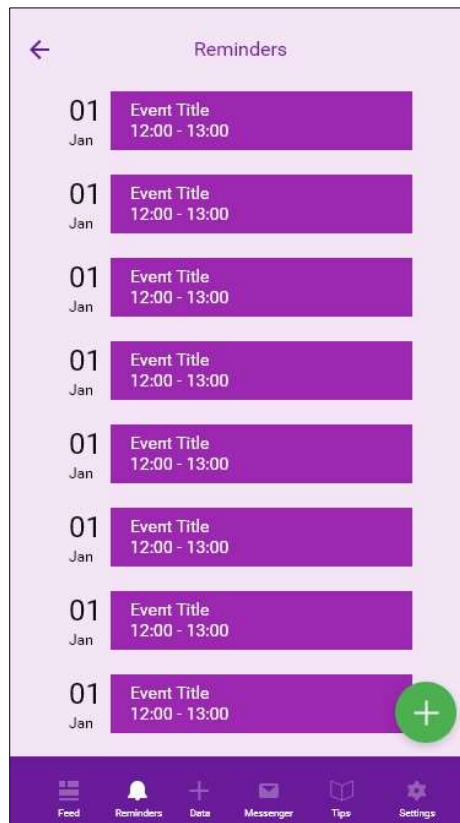 Reminders
01
Jan
Event Title
12:00 - 13:00
01
Jan
Event Title
12:00 - 13:00
01
Jan
Event Title
12:00 - 13:00
01
Jan
Event Title
12:00 - 13:00
01
Jan
Event Title
12:00 - 13:00
01
Jan
Event Title
12:00 - 13:00
01
Jan
Event Title
12:00 - 13:00
01
Jan
Event Title
12:00 - 13:00
Feed Reminders Data Messenger Tips Settings